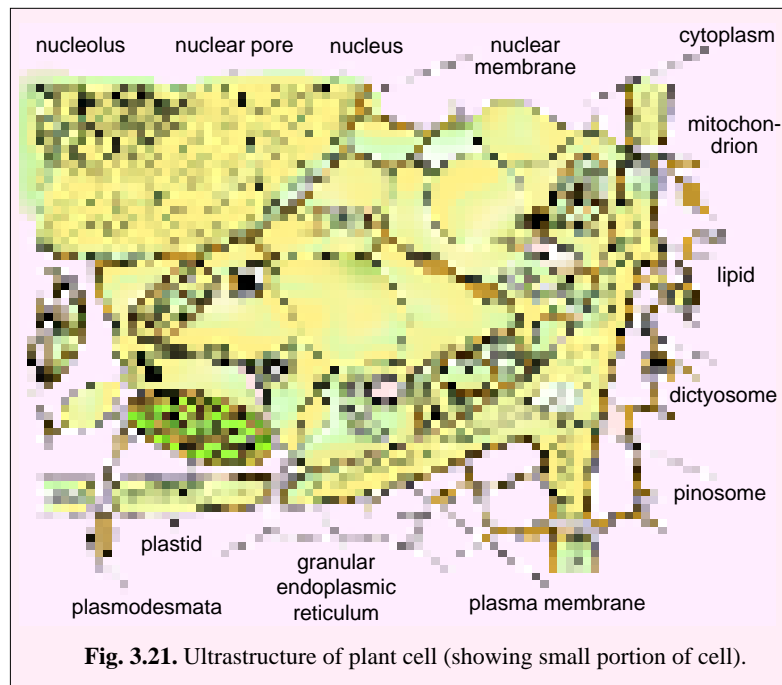 nucleolus
nuclear pore
nucleus
nuclear
membrane
cytoplasm
mitochon-
drion
lipid
dictyosome
pinosome
plastid
granular
endoplasmic
reticulum
plasmodesmata
plasma membrane
Fig. 3.21. Ultrastructure of plant cell (showing small portion of cell).